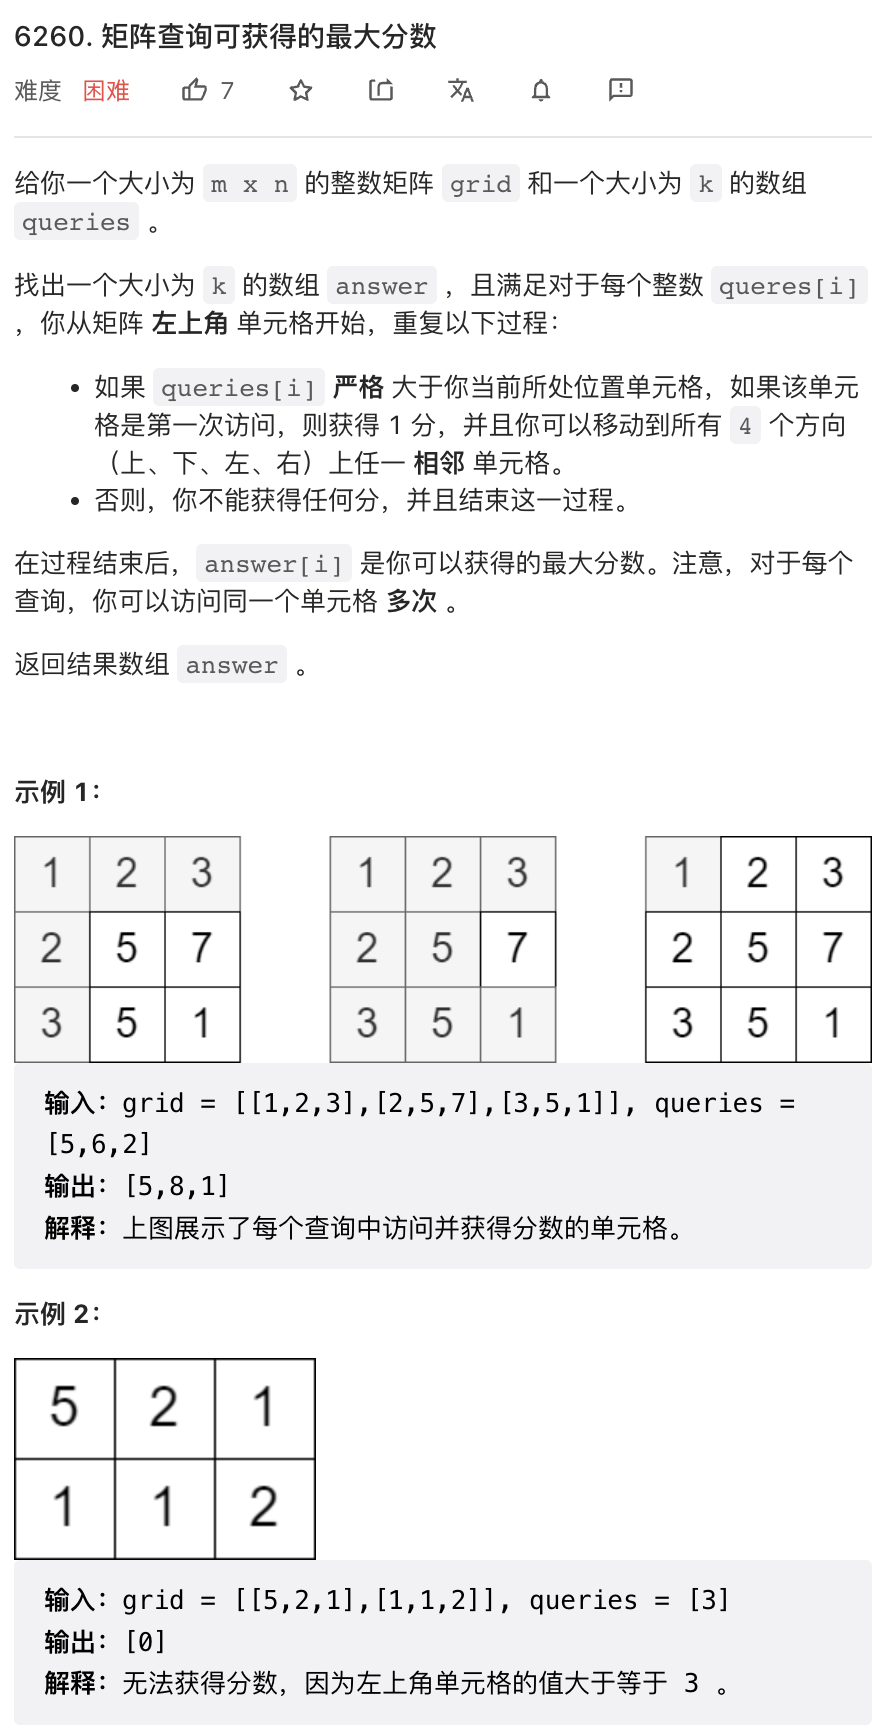 6260. 矩阵查询可获得的最大分数
难度 困难 7
给你一个大小为 m x n 的整数矩阵 grid 和一个大小为 k 的数组
queries 。
找出一个大小为 k 的数组 answer ，且满足对于每个整数 queres[i]
，你从矩阵 左上角 单元格开始，重复以下过程：
• 如果 queries[i] 严格 大于你当前所处位置单元格，如果该单元
格是第一次访问，则获得 1 分，并且你可以移动到所有 4 个方向
（上、下、左、右）上任一 相邻 单元格。
• 否则，你不能获得任何分，并且结束这一过程。
在过程结束后， answer[i] 是你可以获得的最大分数。注意，对于每个
查询，你可以访问同一个单元格 多次 。
返回结果数组 answer 。
示例 1：
1 2 3 1 2 3 1 2 3
2 5 7 2 5 7 2 5 7
3 5 1 3 5 1 3 5 1
输入：grid = [[1,2,3],[2,5,7],[3,5,1]], queries =
[5,6,2]
输出：[5,8,1]
解释：上图展示了每个查询中访问并获得分数的单元格。
示例 2：
5 2 1
1 1 2
输入：grid = [[5,2,1],[1,1,2]], queries = [3]
输出：[0]
解释：无法获得分数，因为左上角单元格的值大于等于 3 。